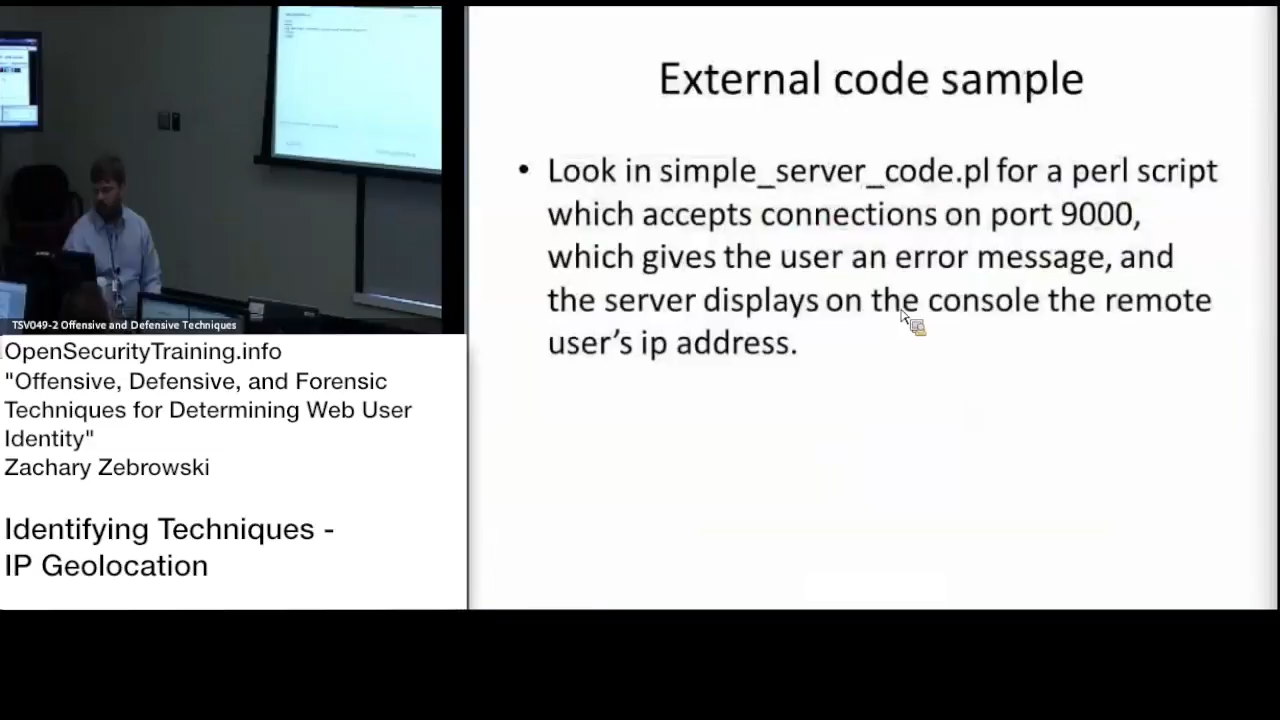 External code sample
• Look in simple_server_code.pl for a perl script
which accepts connections on port 9000,
which gives the user an error message, and
the server displays on the console the remote
user's ip address.
TSV049-2 Offensive and Defensive Techniques
OpenSecurityTraining.info
"Offensive, Defensive, and Forensic
Techniques for Determining Web User
Identity"
Zachary Zebrowski
Identifying Techniques -
IP Geolocation